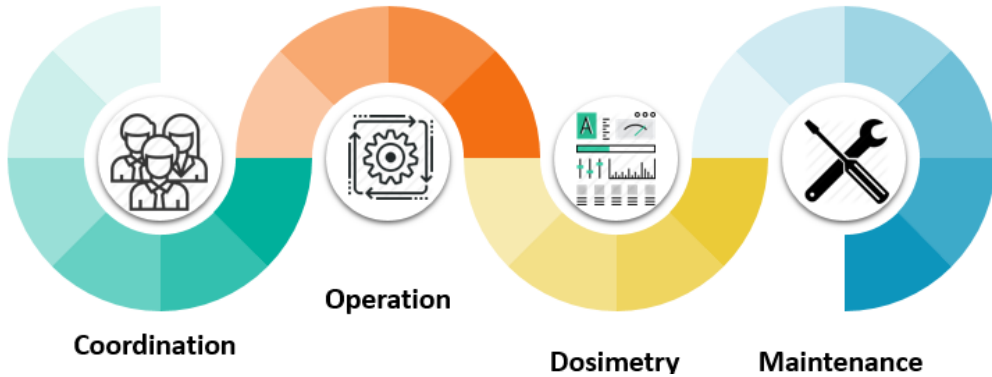 Coordination
Operation
A
Dosimetry
Maintenance